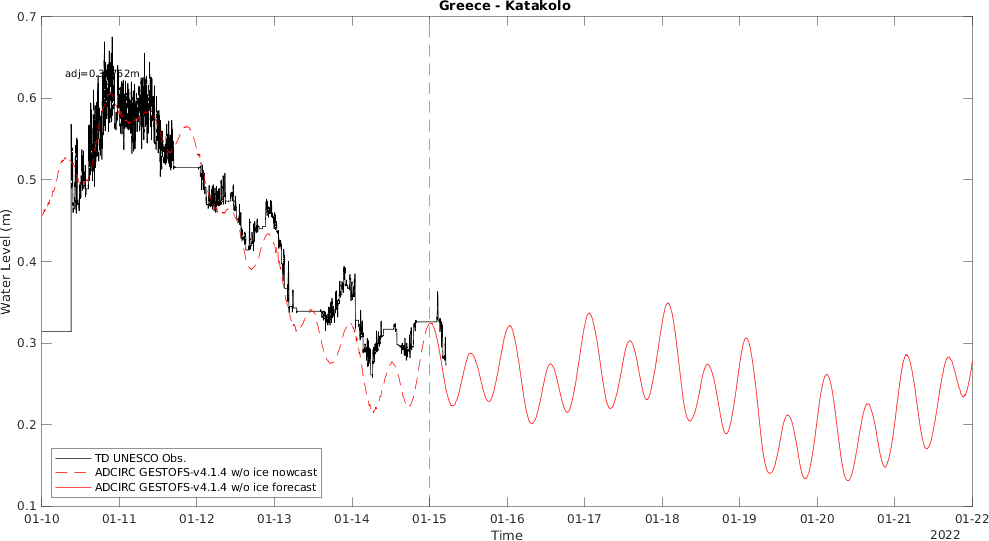 Greece - Katakolo
0.7
0.6
0.5
0.4
0.3
0.2
0.1
Water Level (m)
TD UNESCO Obs.
ADCIRC GESTOFS-v4.1.4 w/o ice nowcast
ADCIRC GESTOFS-v4.1.4 w/o ice forecast
01-10 01-11 01-12 01-13 01-14 01-15 01-16 01-17 01-18 01-19 01-20 01-21 01-22
Time
2022